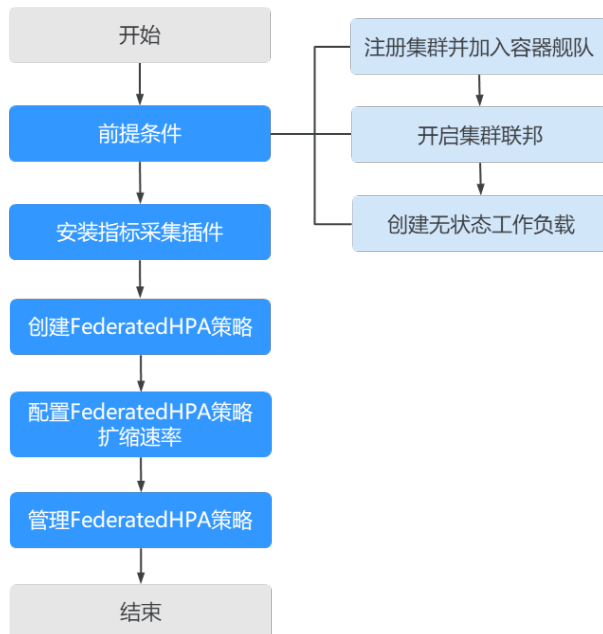 开始
前提条件
安装指标采集插件
创建FederatedHPA策略
配置FederatedHPA策略
扩缩速率
管理FederatedHPA策略
结束
注册集群并加入容器舰队
开启集群联邦
创建无状态工作负载